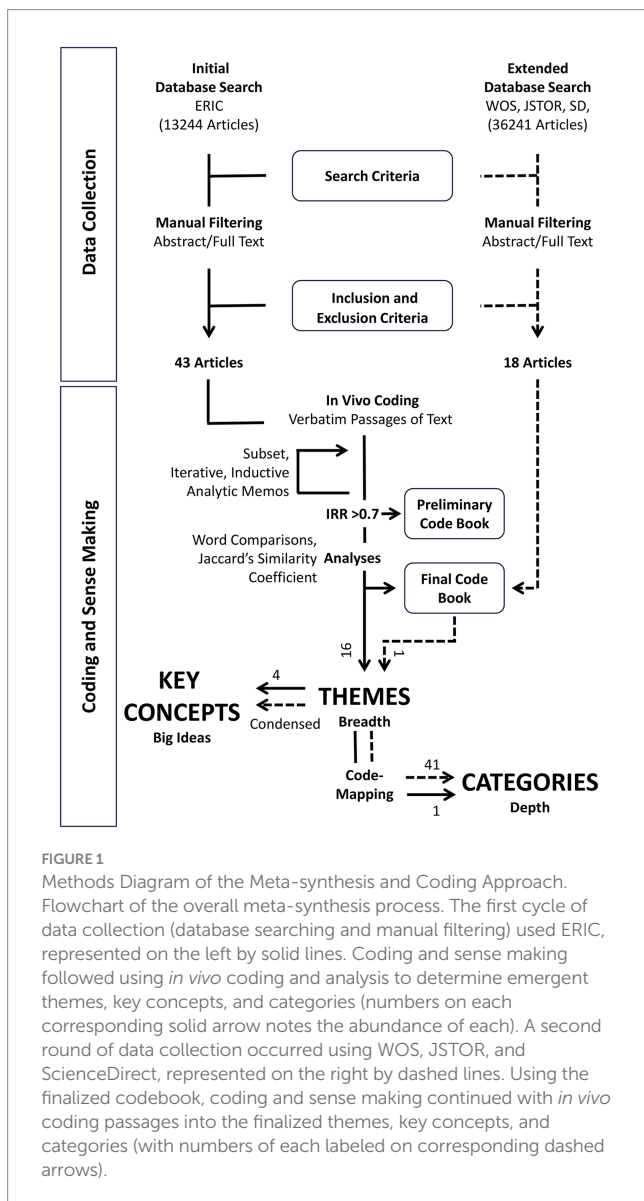 Data Collection
Initial
Database Search
ERIC
(13244 Articles)
Extended
Database Search
WOS, JSTOR, SD,
(36241 Articles)
Search Criteria
Manual Filtering
Abstract/Full Text
Manual Filtering
Abstract/Full Text
Inclusion and
Exclusion Criteria
43 Articles
18 Articles
Coding and Sense Making
In Vivo Coding
Verbatim Passages of Text
Subset,
Iterative, Inductive
Analytic Memos
IRR >0.7
Preliminary
Code Book
Word Comparisons,
Jaccard's Similarity
Coefficient
Analyses
Final Code
Book
16
1
KEY
CONCEPTS
Big Ideas
4
Condensed
THEMES
Breadth
Code-
Mapping
41
1
CATEGORIES
Depth
FIGURE 1
Methods Diagram of the Meta-synthesis and Coding Approach.
Flowchart of the overall meta-synthesis process. The first cycle of
data collection (database searching and manual filtering) used ERIC,
represented on the left by solid lines. Coding and sense making
followed using in vivo coding and analysis to determine emergent
themes, key concepts, and categories (numbers on each
corresponding solid arrow notes the abundance of each). A second
round of data collection occurred using WOS, JSTOR, and
ScienceDirect, represented on the right by dashed lines. Using the
finalized codebook, coding and sense making continued with in vivo
coding passages into the finalized themes, key concepts, and
categories (with numbers of each labeled on corresponding dashed
arrows).